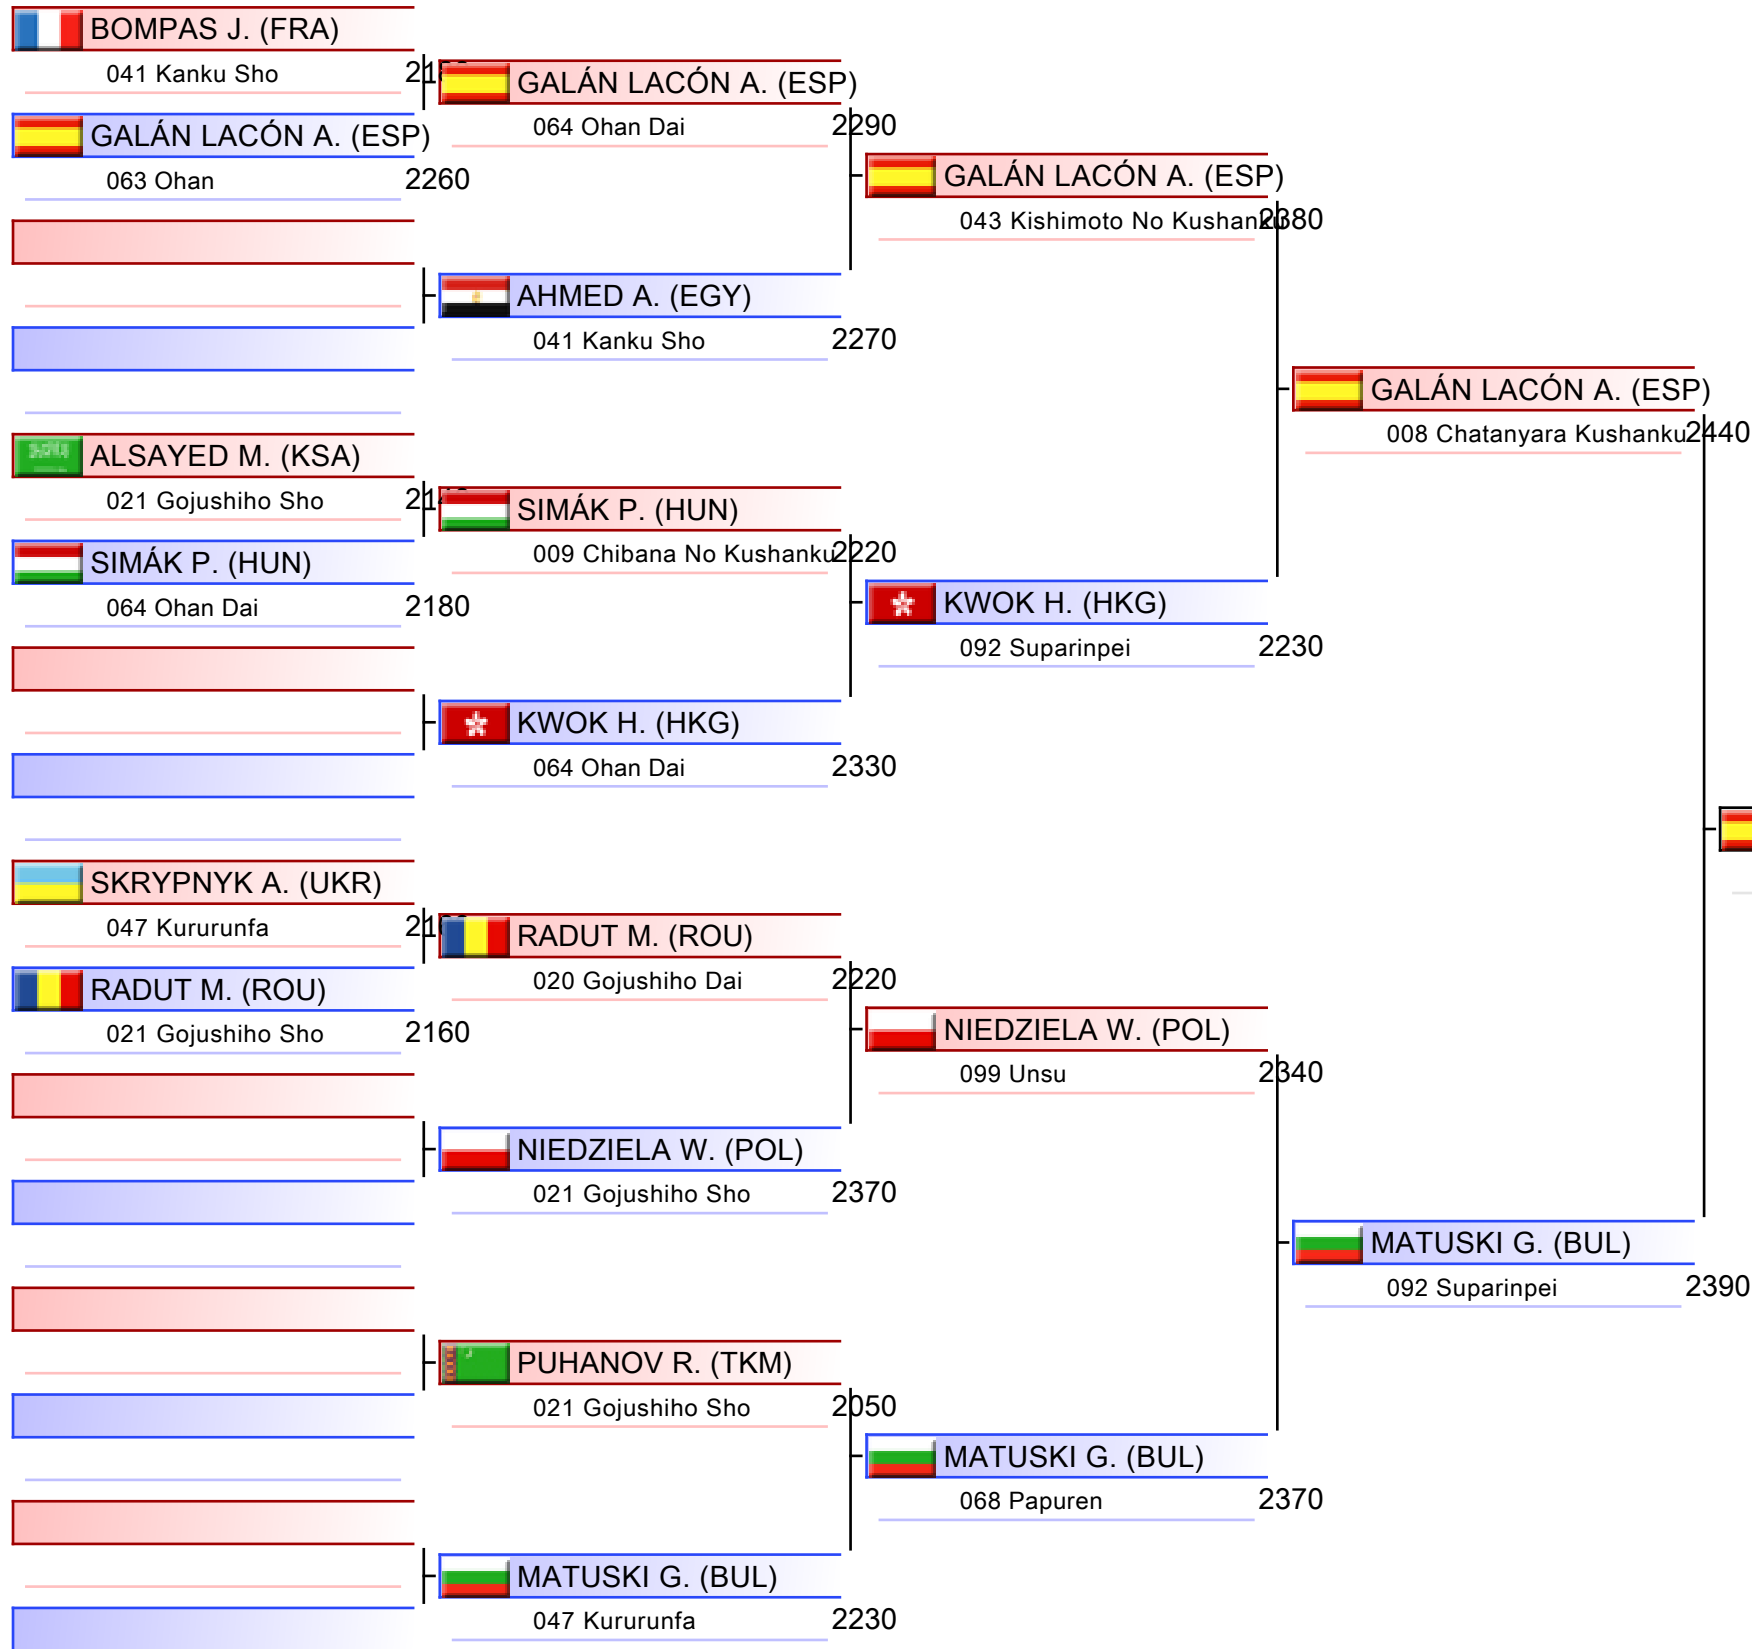 BOMPAS J. (FRA)
041 Kanku Sho
GALÁN LACÓN A. (ESP)
063 Ohan 2260
ALSAYED M. (KSA)
021 Gojushiho Sho
SIMÁK P. (HUN)
064 Ohan Dai 2180
SKRYPNYK A. (UKR)
047 Kururunfa
RADUT M. (ROU)
021 Gojushiho Sho 2160
GALÁN LACÓN A. (ESP)
064 Ohan Dai 2290
AHMED A. (EGY)
041 Kanku Sho 2270
SIMÁK P. (HUN)
009 Chibana No Kushanku 2220
KWOK H. (HKG)
064 Ohan Dai 2330
RADUT M. (ROU)
020 Gojushiho Dai 2220
NIEDZIELA W. (POL)
021 Gojushiho Sho 2370
PUHANOV R. (TKM)
021 Gojushiho Sho 2050
MATUSKI G. (BUL)
047 Kururunfa 2230
GALÁN LACÓN A. (ESP)
043 Kishimoto No Kushanku 2380
KWOK H. (HKG)
092 Suparinpei 2230
NIEDZIELA W. (POL)
099 Unsu 2340
MATUSKI G. (BUL)
068 Papuren 2370
GALÁN LACÓN A. (ESP)
008 Chatanyara Kushanku 2440
MATUSKI G. (BUL)
092 Suparinpei 2390